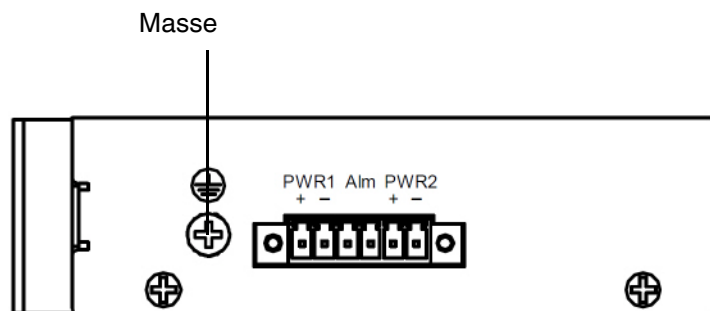 Masse
PWR1 Alm PWR2
+ − + −